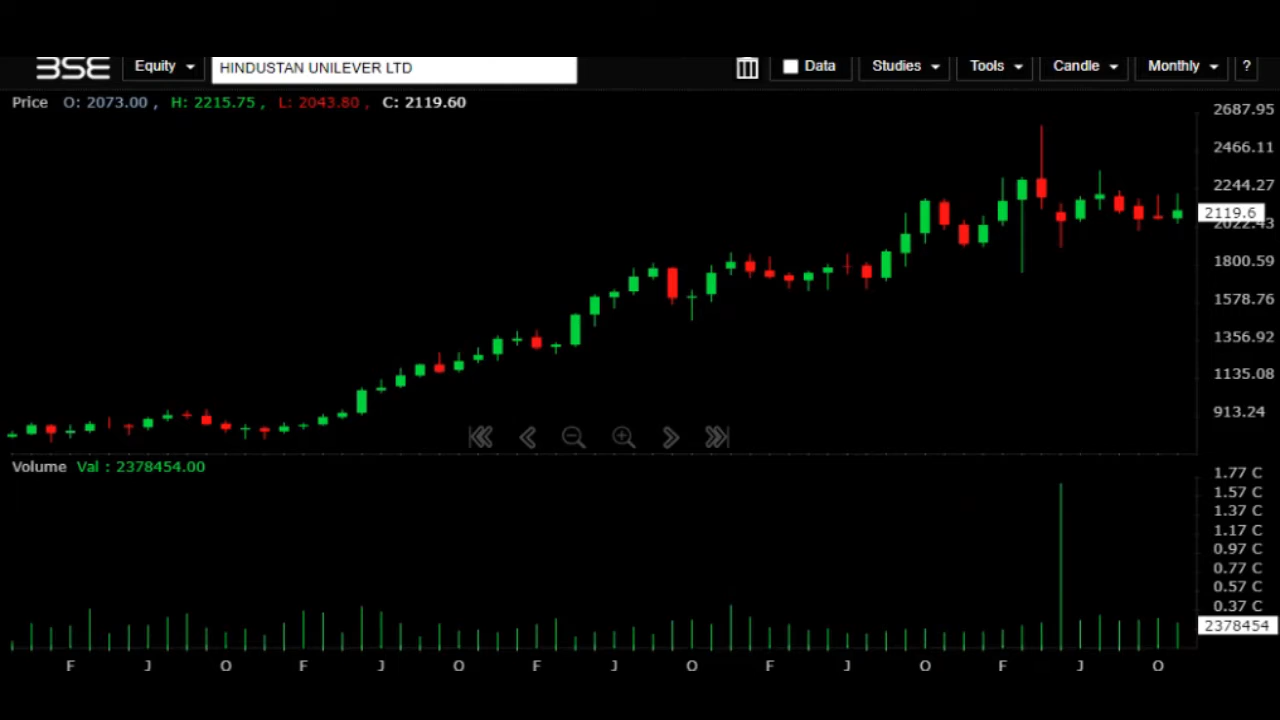 BSE Equity HINDUSTAN UNILEVER LTD Data Studies Tools Candle Monthly ?
Price O: 2073.00 , H: 2215.75 , L: 2043.80 , C: 2119.60
2687.95
2466.11
2244.27
2119.6
2022.43
1800.59
1578.76
1356.92
1135.08
913.24
Volume Val : 2378454.00
1.77 C
1.57 C
1.37 C
1.17 C
0.97 C
0.77 C
0.57 C
0.37 C
2378454
F J O F J O F J O F J O F J O